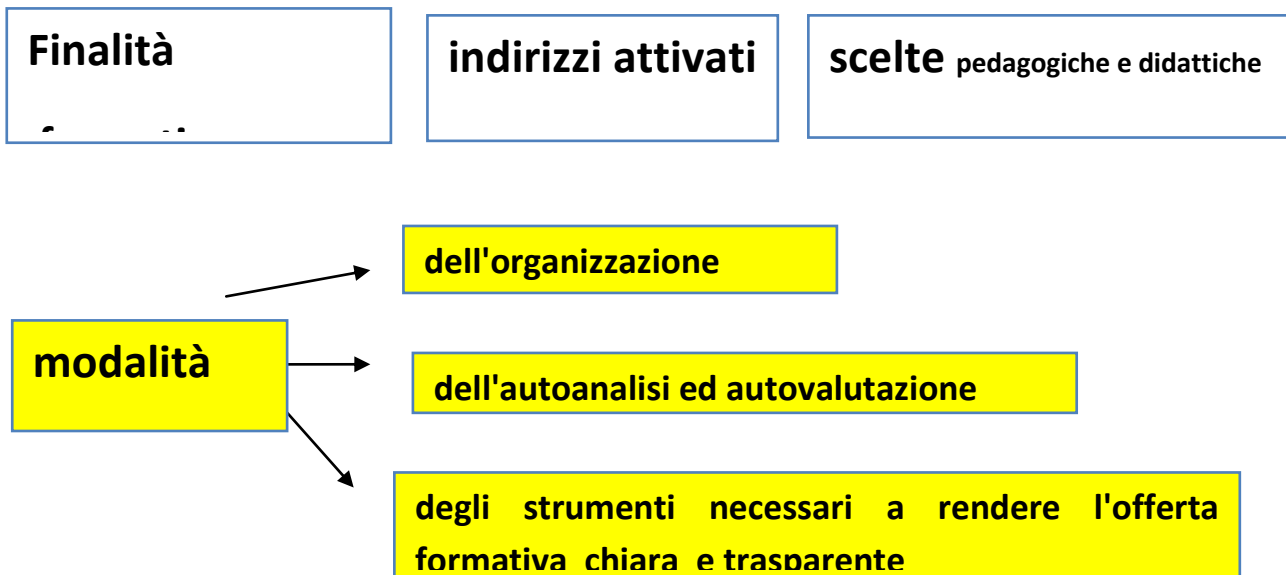 Finalità
indirizzi attivati
scelte pedagogiche e didattiche
dell'organizzazione
modalità
dell'autoanalisi ed autovalutazione
degli strumenti necessari a rendere l'offerta
formativa chiara e trasparente